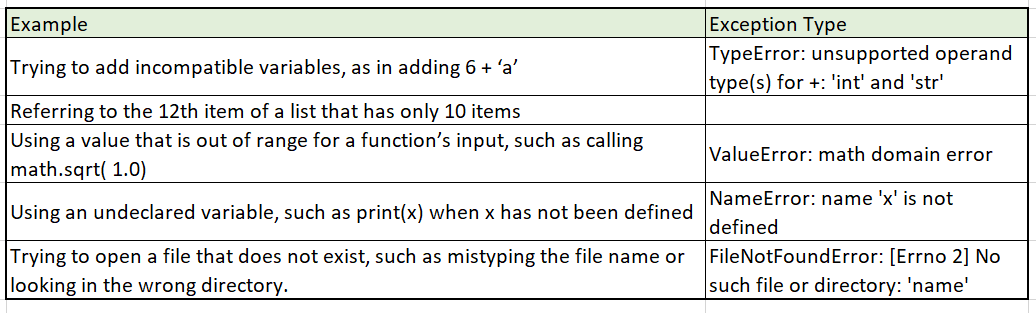 Example
Exception Type
Trying to add incompatible variables, as in adding 6 + ‘a’
TypeError: unsupported operand
type(s) for +: 'int' and 'str'
Referring to the 12th item of a list that has only 10 items
Using a value that is out of range for a function’s input, such as calling
math.sqrt( 1.0)
ValueError: math domain error
Using an undeclared variable, such as print(x) when x has not been defined
NameError: name 'x' is not
defined
Trying to open a file that does not exist, such as mistyping the file name or
looking in the wrong directory.
FileNotFoundError: [Errno 2] No
such file or directory: 'name'